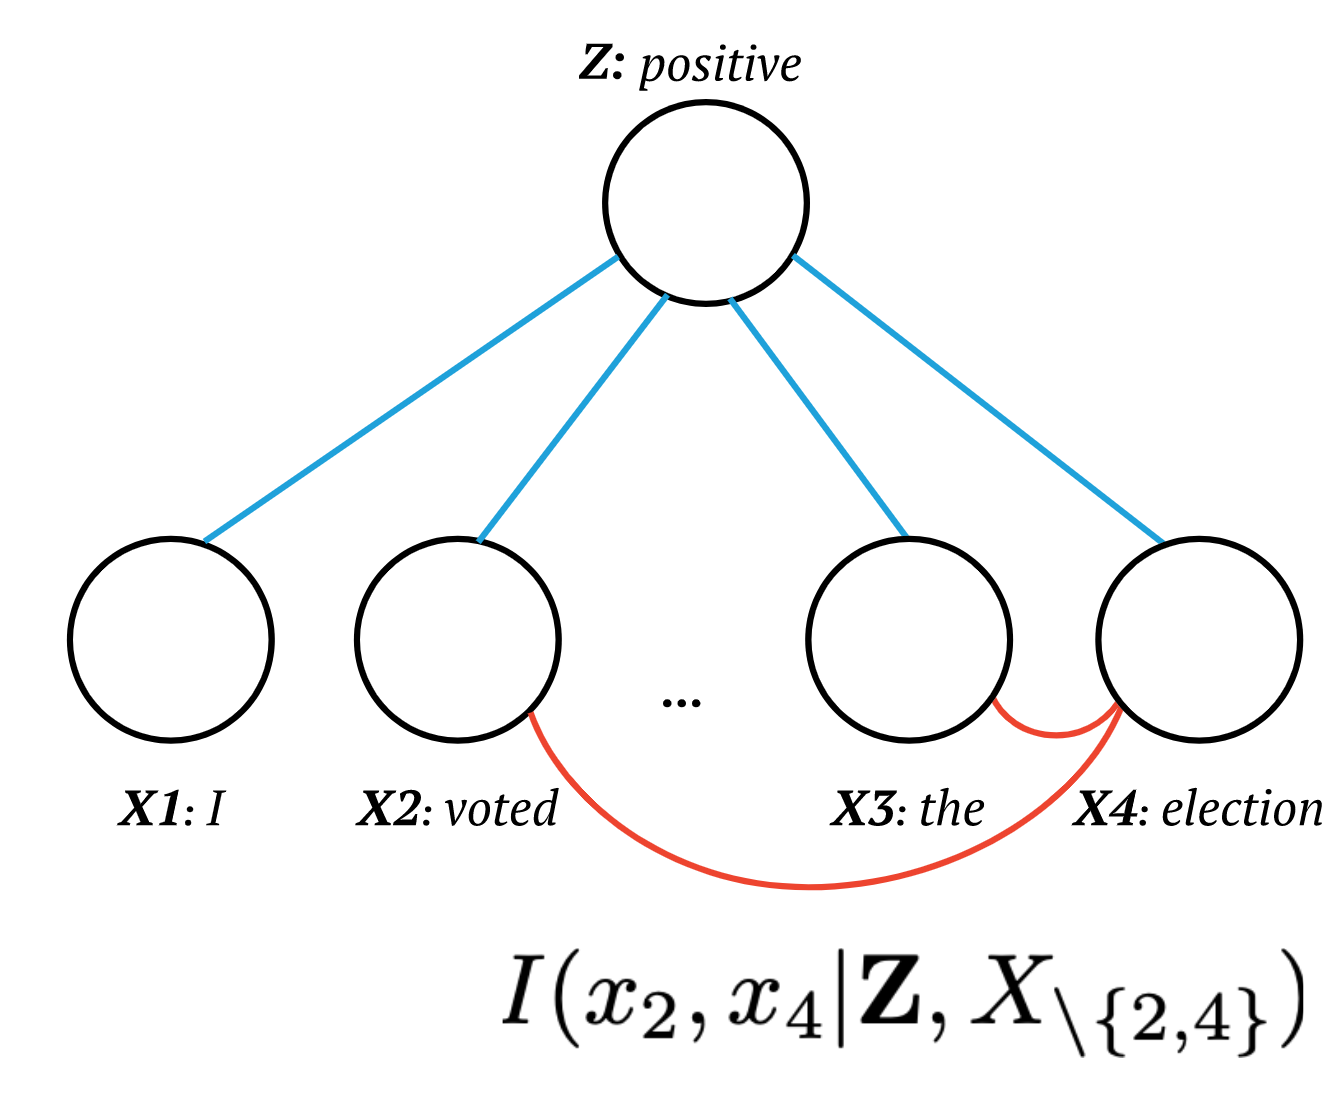 Z: positive
...
X1: I X2: voted X3: the X4: election
I(x₂, x₄|Z, X\{2,4})